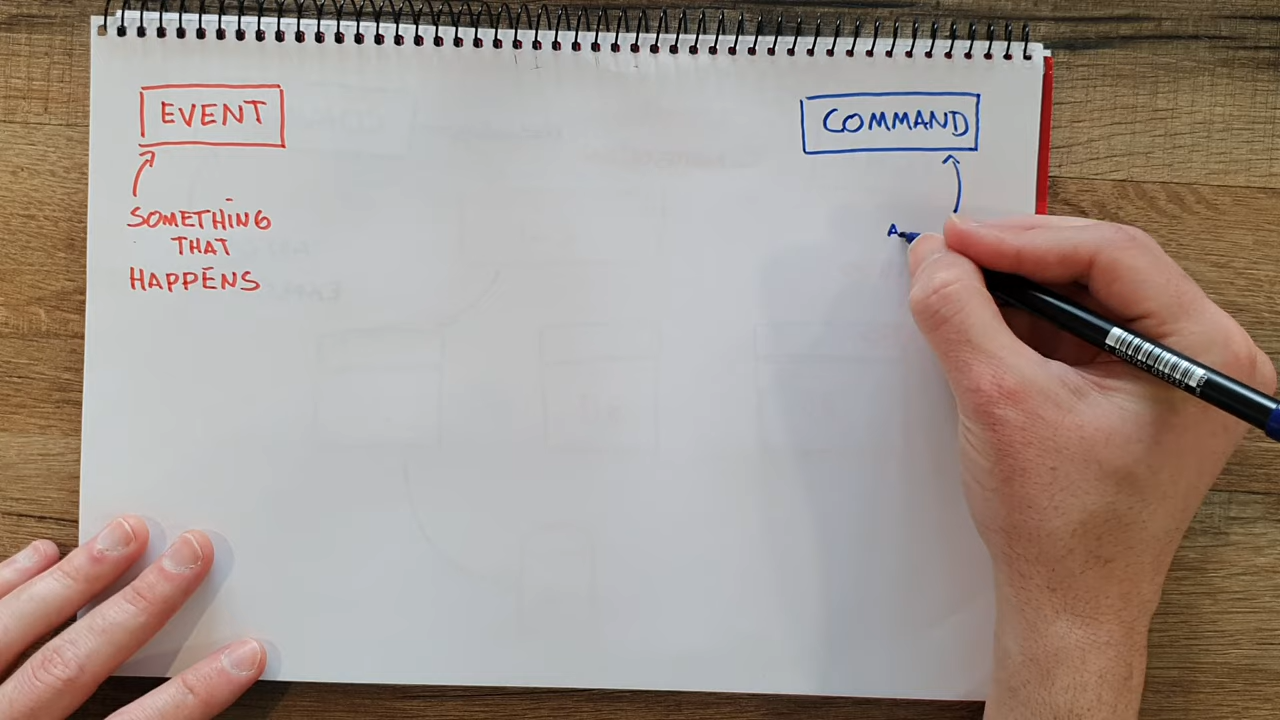 EVENT
SOMETHING
THAT
HAPPENS
COMMAND
A